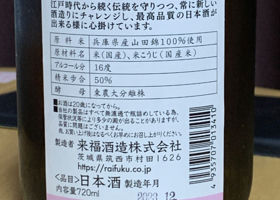 江戸時代から続く伝統を守りつつ、常に新しい
酒造りにチャレンジし、最高品質の日本酒が
出来る様に心掛けています。
原料米 兵庫県産山田錦100%使用
原材料名 米(国産)、米こうじ(国産米)
アルコール分 16度
精米歩合 50%
酵母 東農大分離株
●お酒は20歳になってから。
製造者 来福酒造株式会社
茨城県筑西市村田1626
https://raifuku.co.jp/
《品目》日本酒 製造年月
内容量720ml
4935707013410